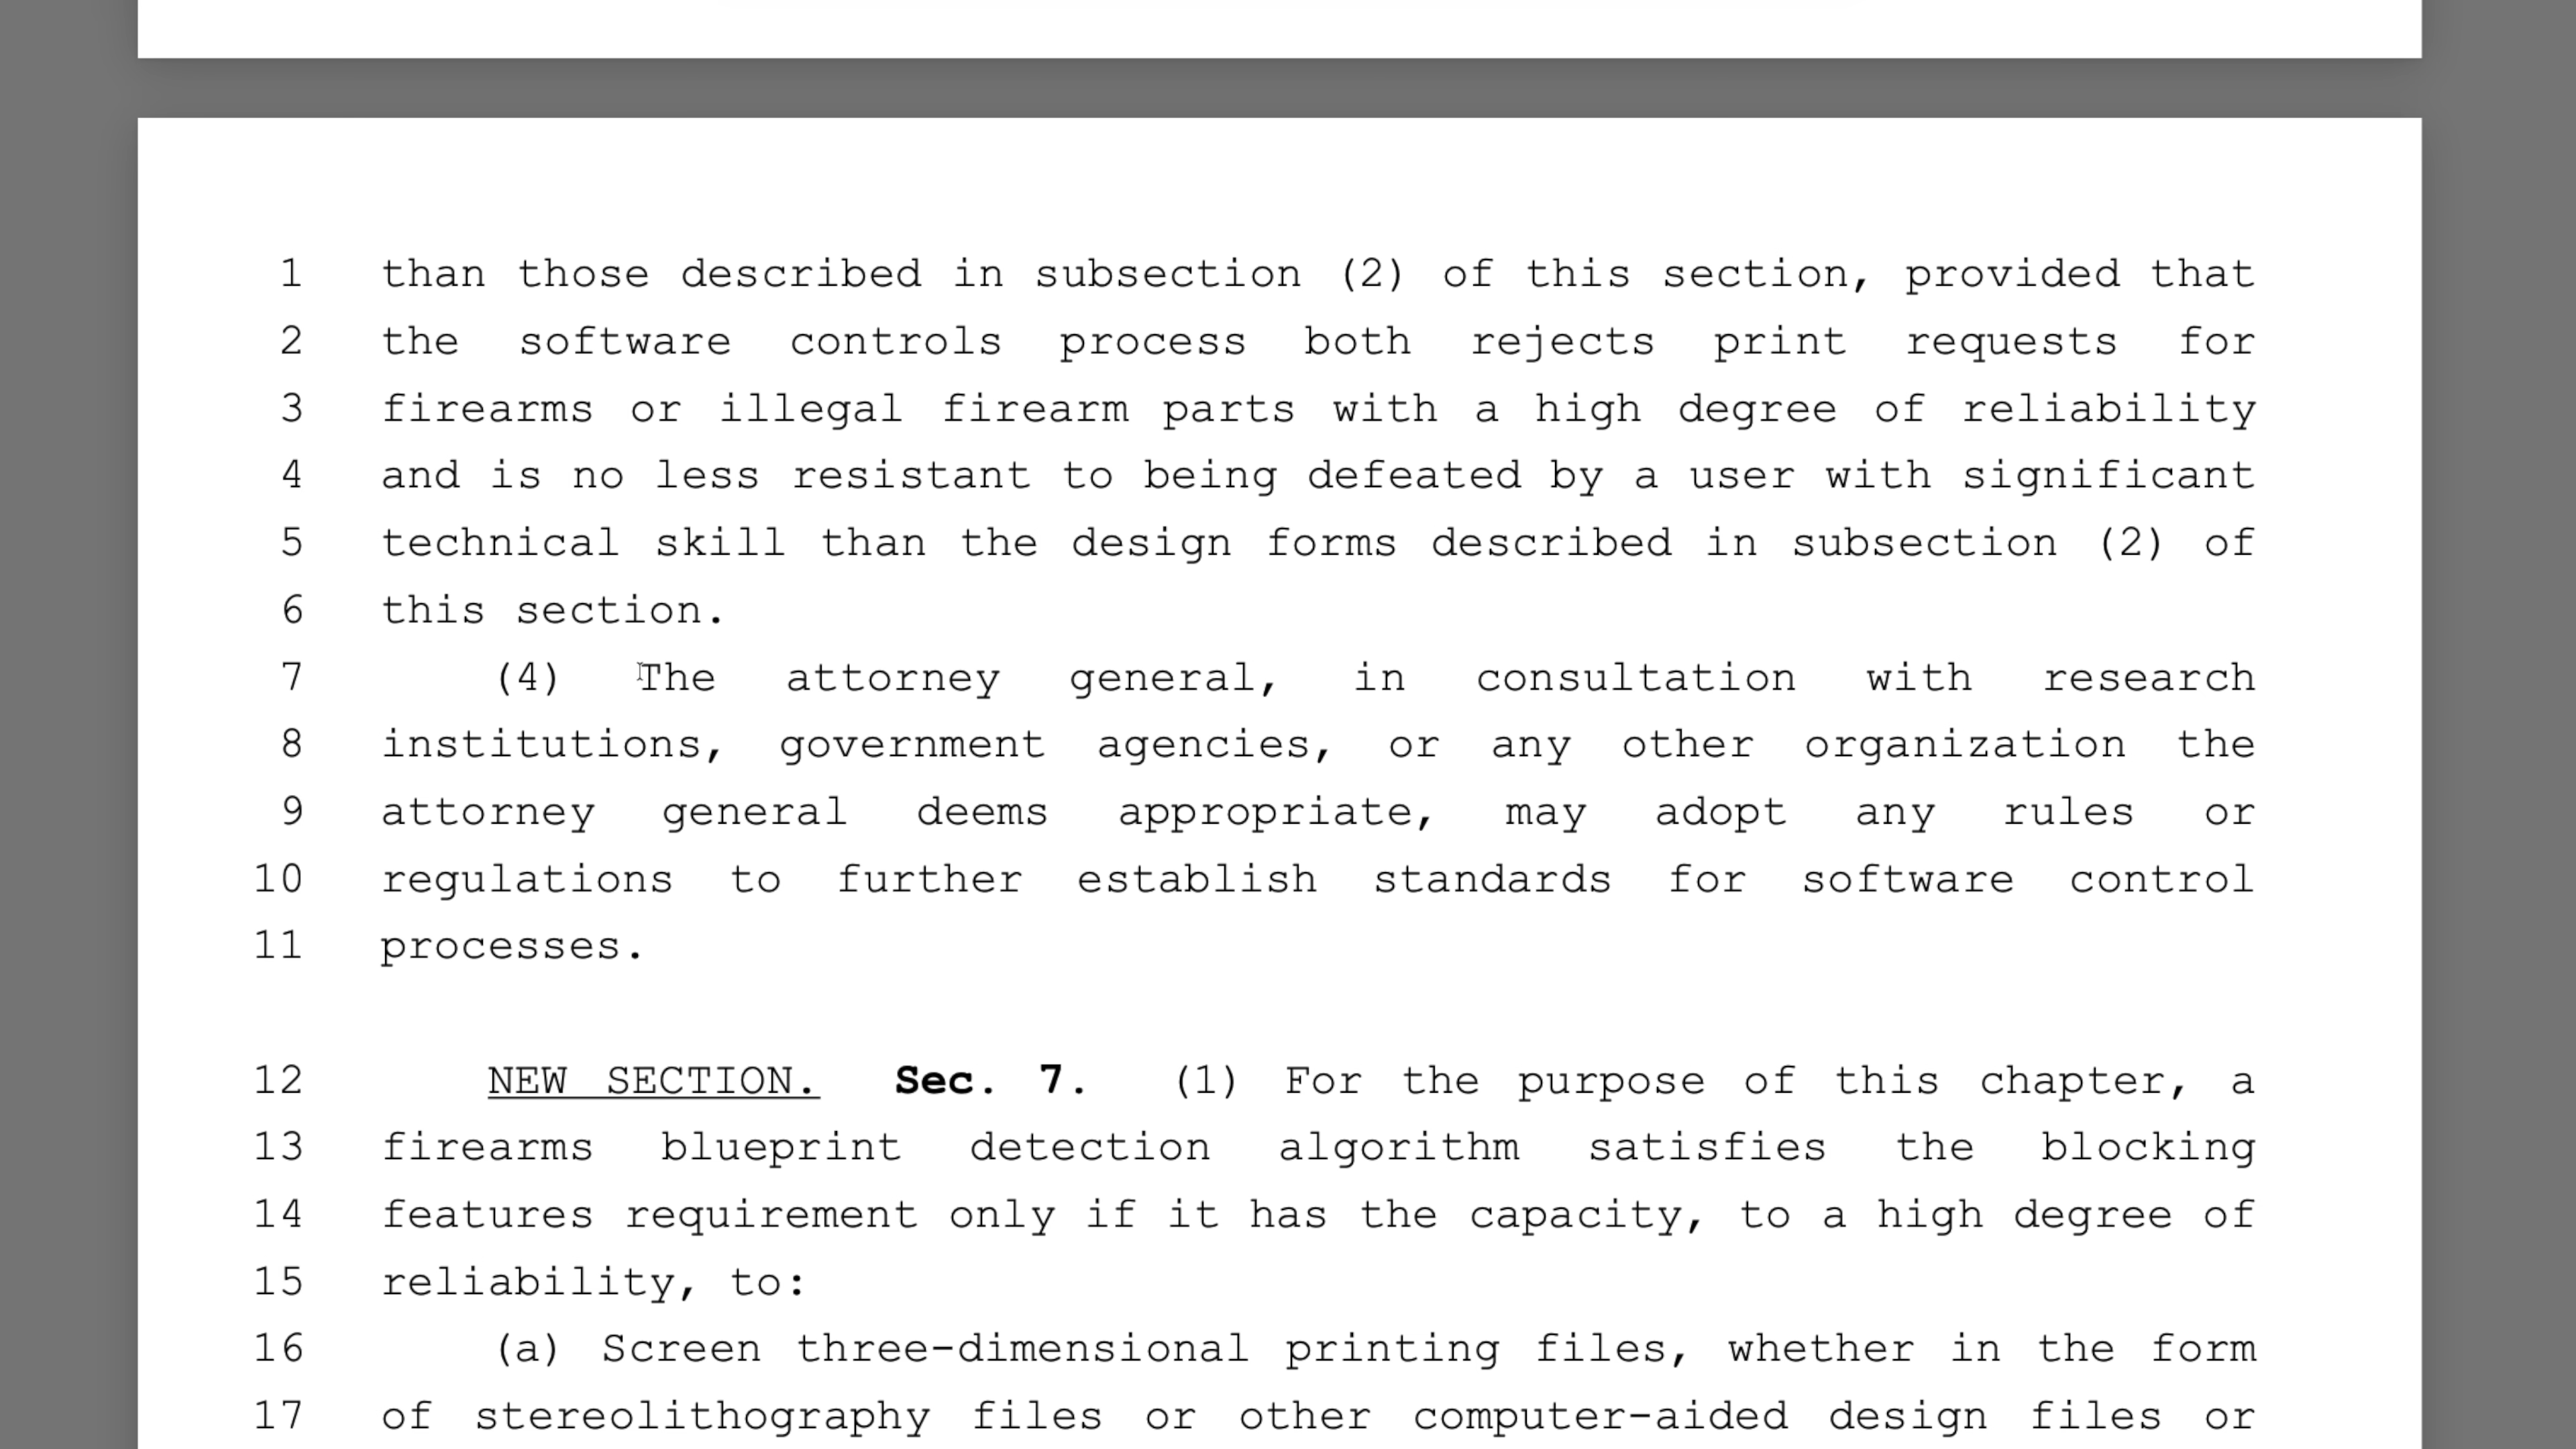 1 than those described in subsection (2) of this section, provided that
2 the software controls process both rejects print requests for
3 firearms or illegal firearm parts with a high degree of reliability
4 and is no less resistant to being defeated by a user with significant
5 technical skill than the design forms described in subsection (2) of
6 this section.
7 (4) The attorney general, in consultation with research
8 institutions, government agencies, or any other organization the
9 attorney general deems appropriate, may adopt any rules or
10 regulations to further establish standards for software control
11 processes.
12 NEW SECTION. Sec. 7. (1) For the purpose of this chapter, a
13 firearms blueprint detection algorithm satisfies the blocking
14 features requirement only if it has the capacity, to a high degree of
15 reliability, to:
16 (a) Screen three-dimensional printing files, whether in the form
17 of stereolithography files or other computer-aided design files or